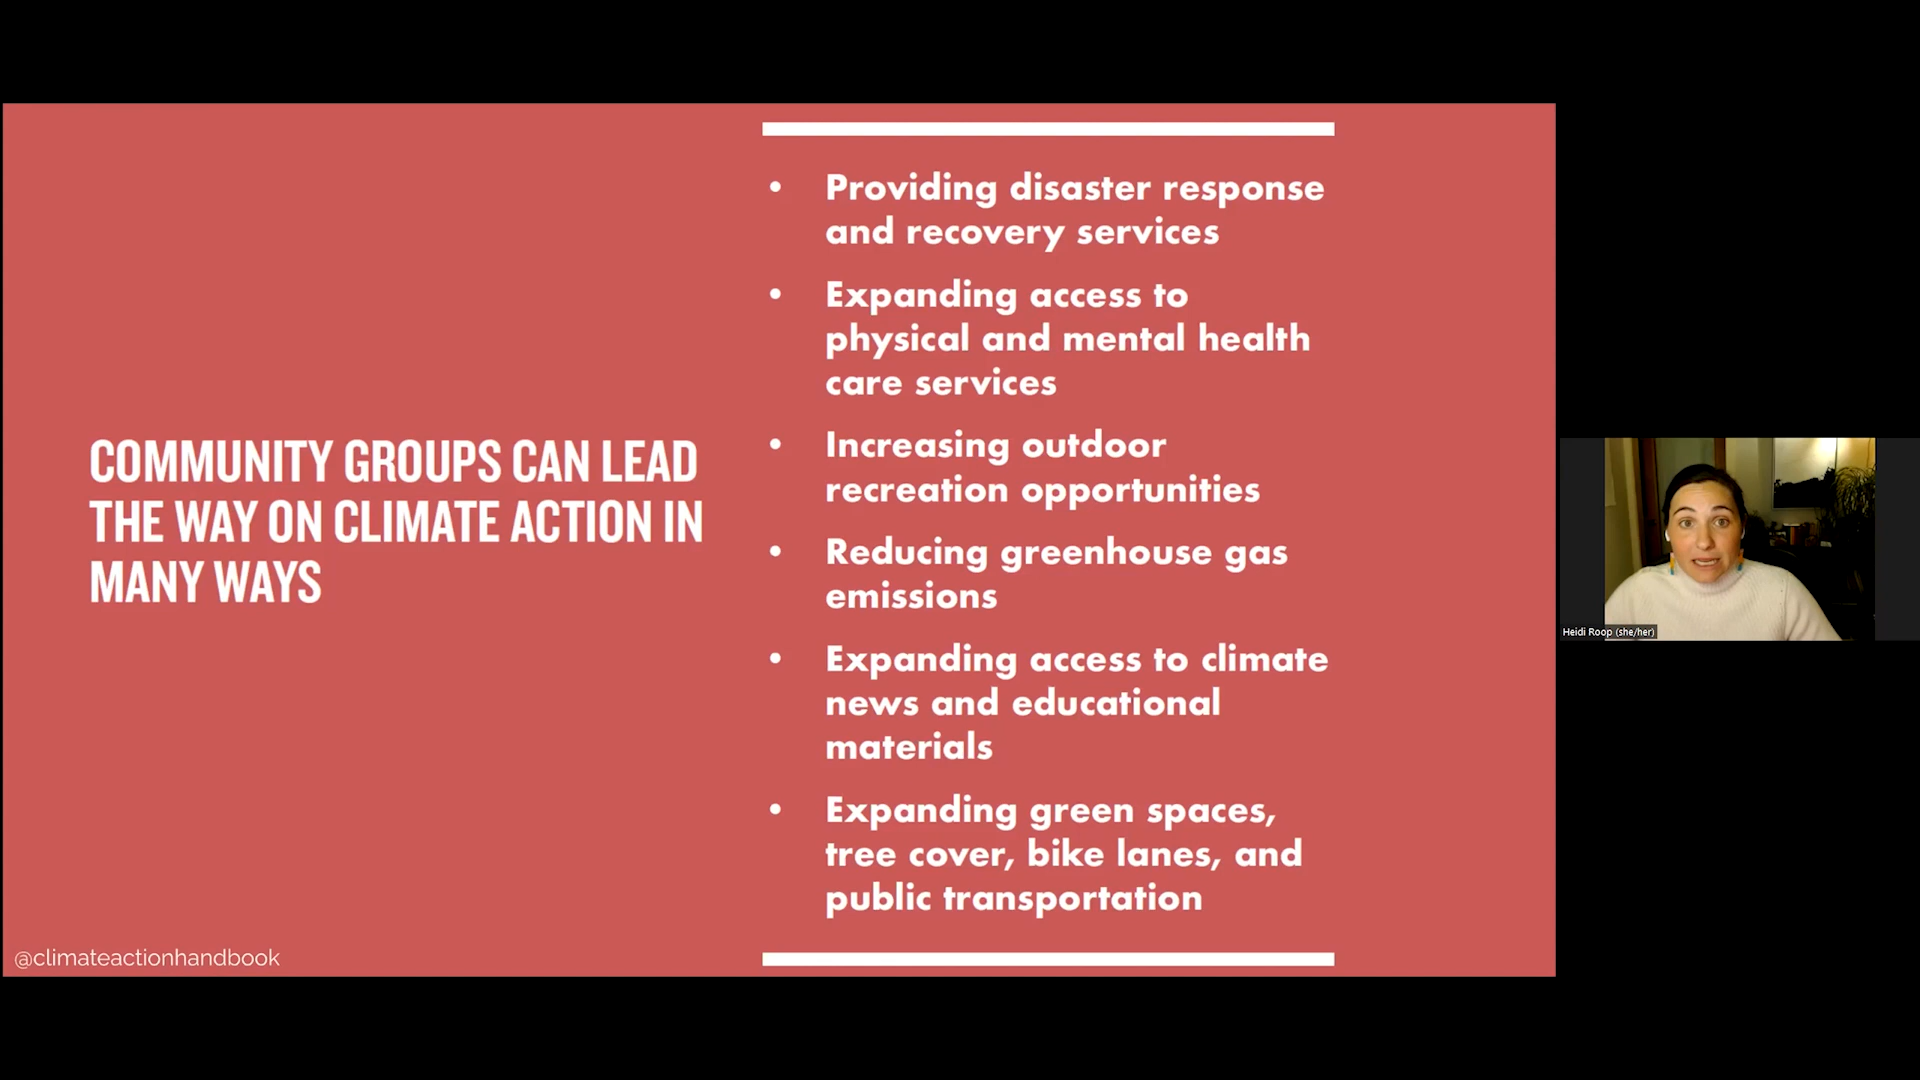 COMMUNITY GROUPS CAN LEAD
THE WAY ON CLIMATE ACTION IN
MANY WAYS
• Providing disaster response
and recovery services
• Expanding access to
physical and mental health
care services
• Increasing outdoor
recreation opportunities
• Reducing greenhouse gas
emissions
• Expanding access to climate
news and educational
materials
• Expanding green spaces,
tree cover, bike lanes, and
public transportation
@climateactionhandbook
Heidi Roop (she/her)